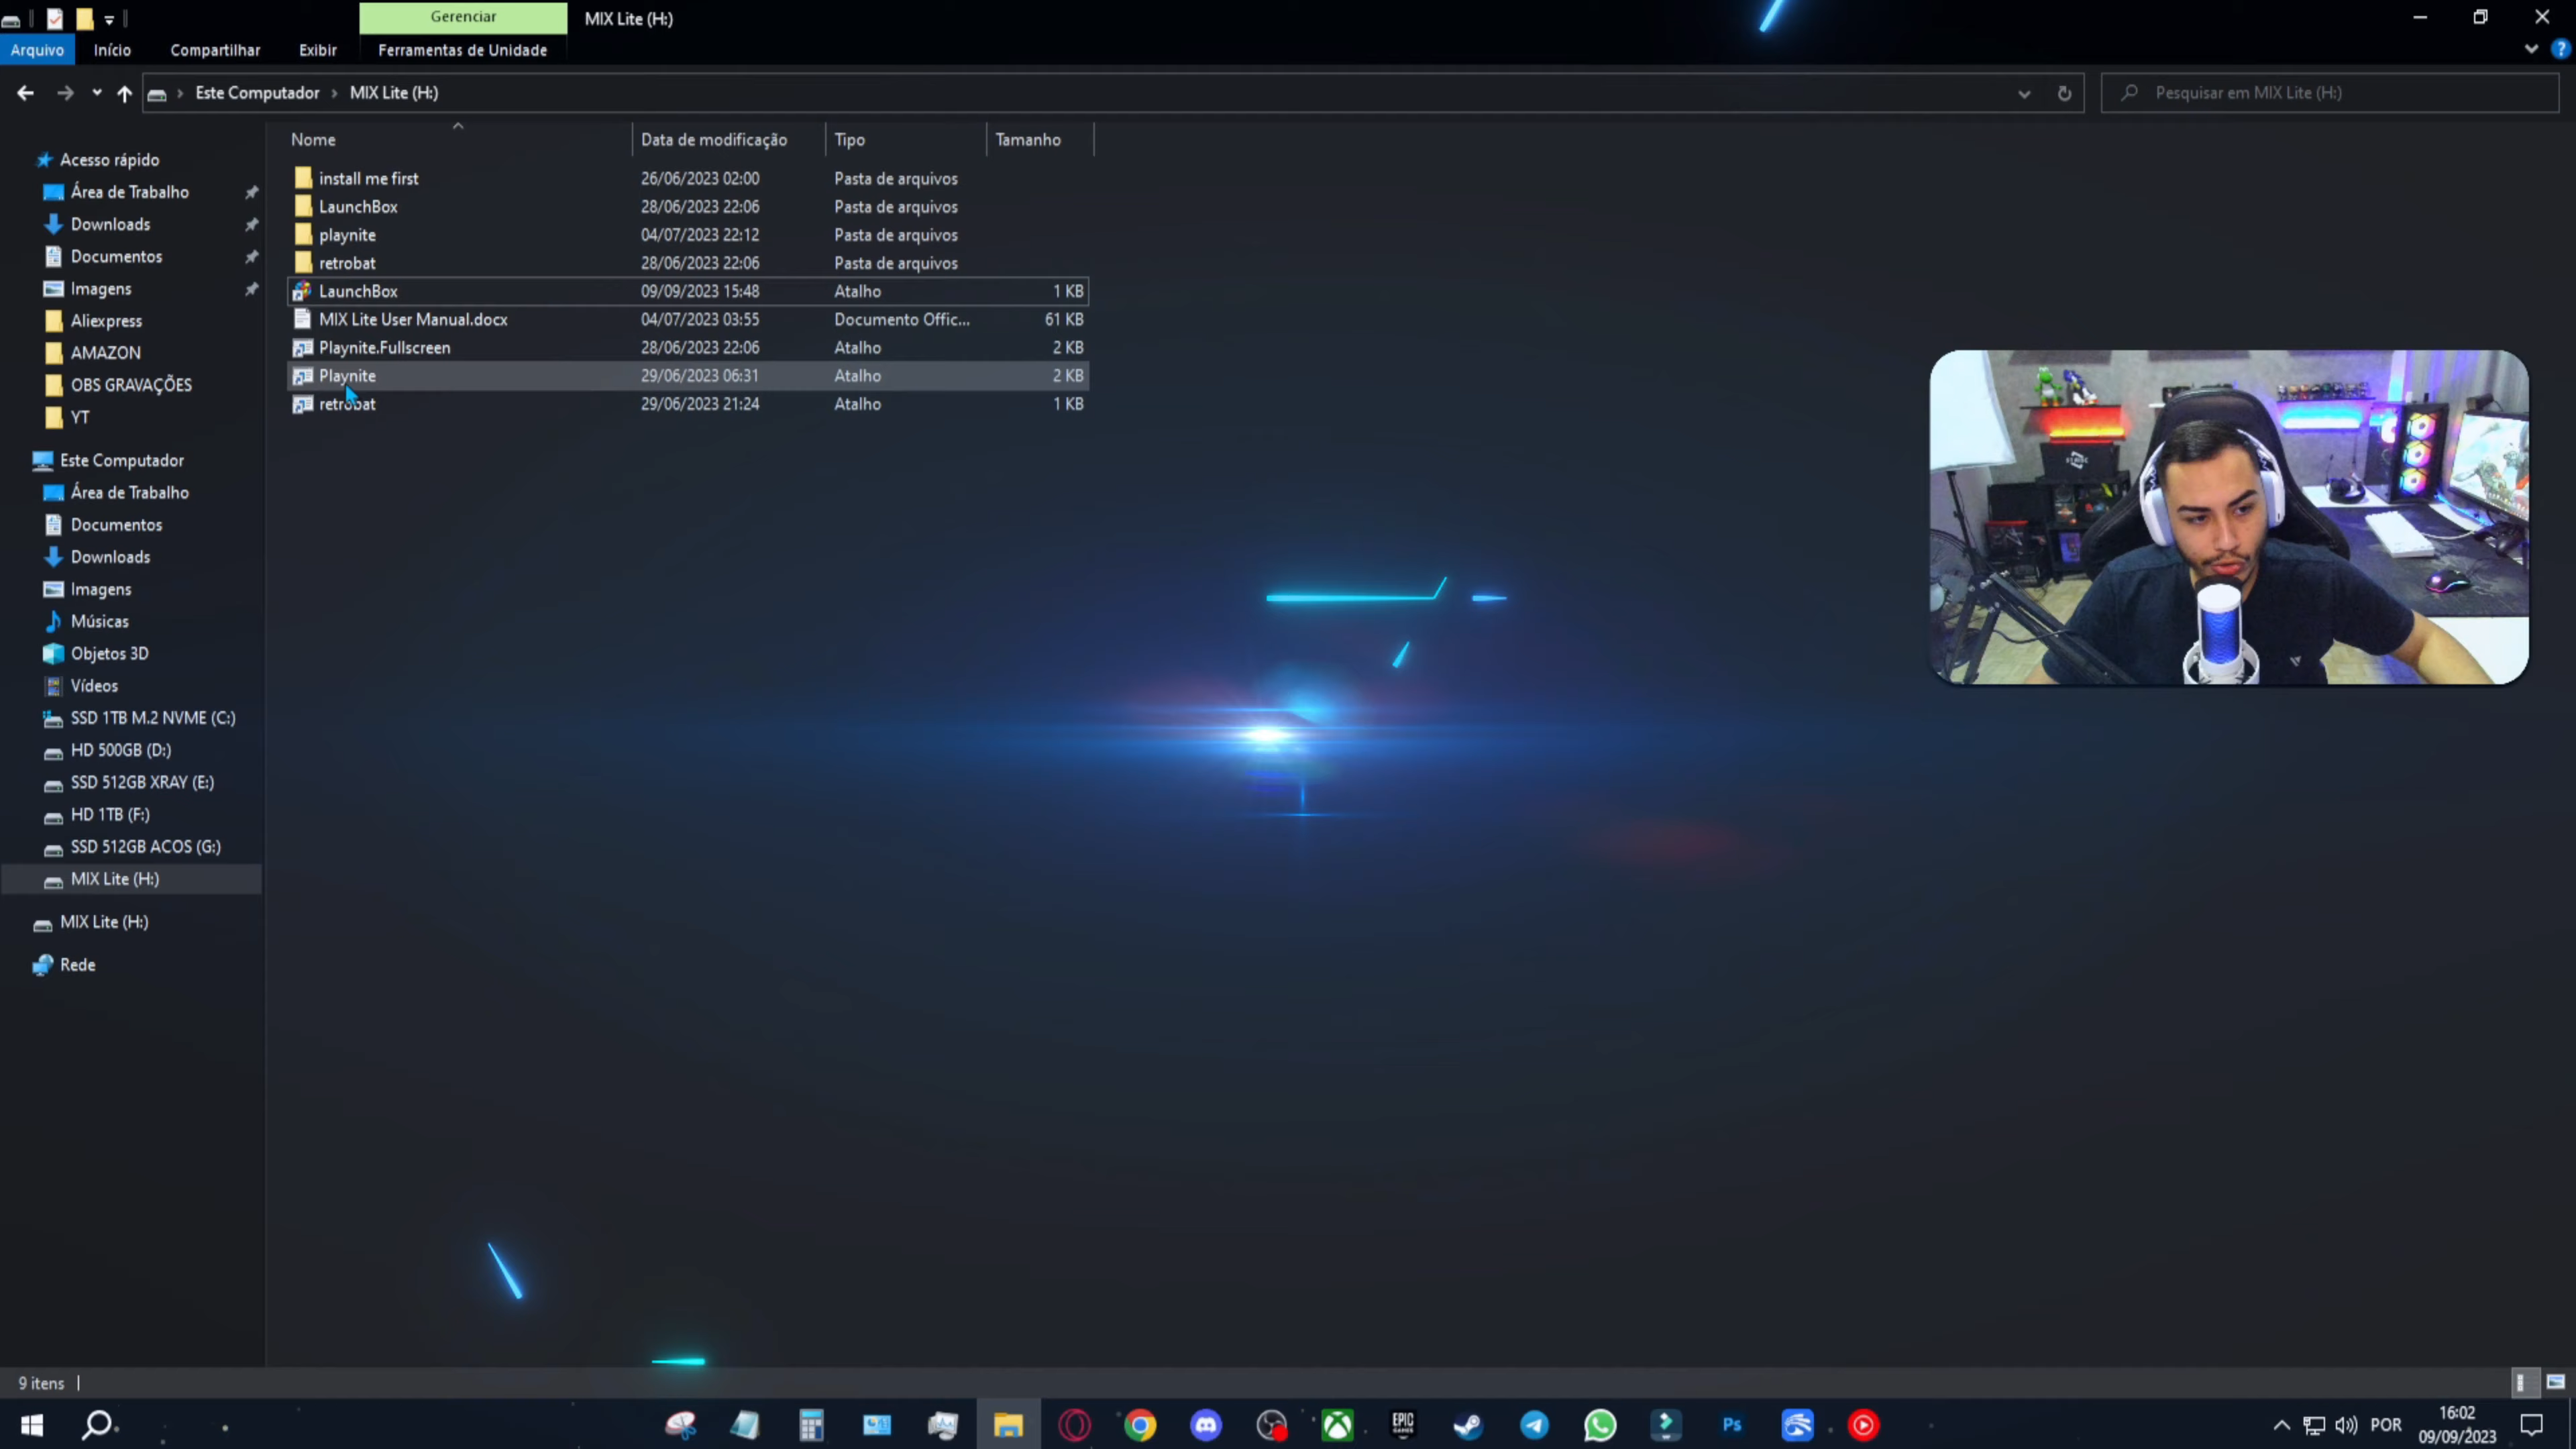 Gerenciar
MIX Lite (H:)
Arquivo Início Compartilhar Exibir Ferramentas de Unidade
Este Computador MIX Lite (H:)
Pesquisar em MIX Lite (H:)
Nome Data de modificação Tipo Tamanho
install me first 26/06/2023 02:00 Pasta de arquivos
LaunchBox 28/06/2023 22:06 Pasta de arquivos
playnite 04/07/2023 22:12 Pasta de arquivos
retrobat 28/06/2023 22:06 Pasta de arquivos
LaunchBox 09/09/2023 15:48 Atalho 1 KB
MIX Lite User Manual.docx 04/07/2023 03:55 Documento Offic... 61 KB
Playnite.Fullscreen 28/06/2023 22:06 Atalho 2 KB
Playnite 29/06/2023 06:31 Atalho 2 KB
retrobat 29/06/2023 21:24 Atalho 1 KB
Acesso rápido
Área de Trabalho
Downloads
Documentos
Imagens
Aliexpress
AMAZON
OBS GRAVAÇÕES
YT
Este Computador
Área de Trabalho
Documentos
Downloads
Imagens
Músicas
Objetos 3D
Vídeos
SSD 1TB M.2 NVME (C:)
HD 500GB (D:)
SSD 512GB XRAY (E:)
HD 1TB (F:)
SSD 512GB ACOS (G:)
MIX Lite (H:)
MIX Lite (H:)
Rede
9 itens
EPIC GAMES
Ps
POR
16:02
09/09/2023